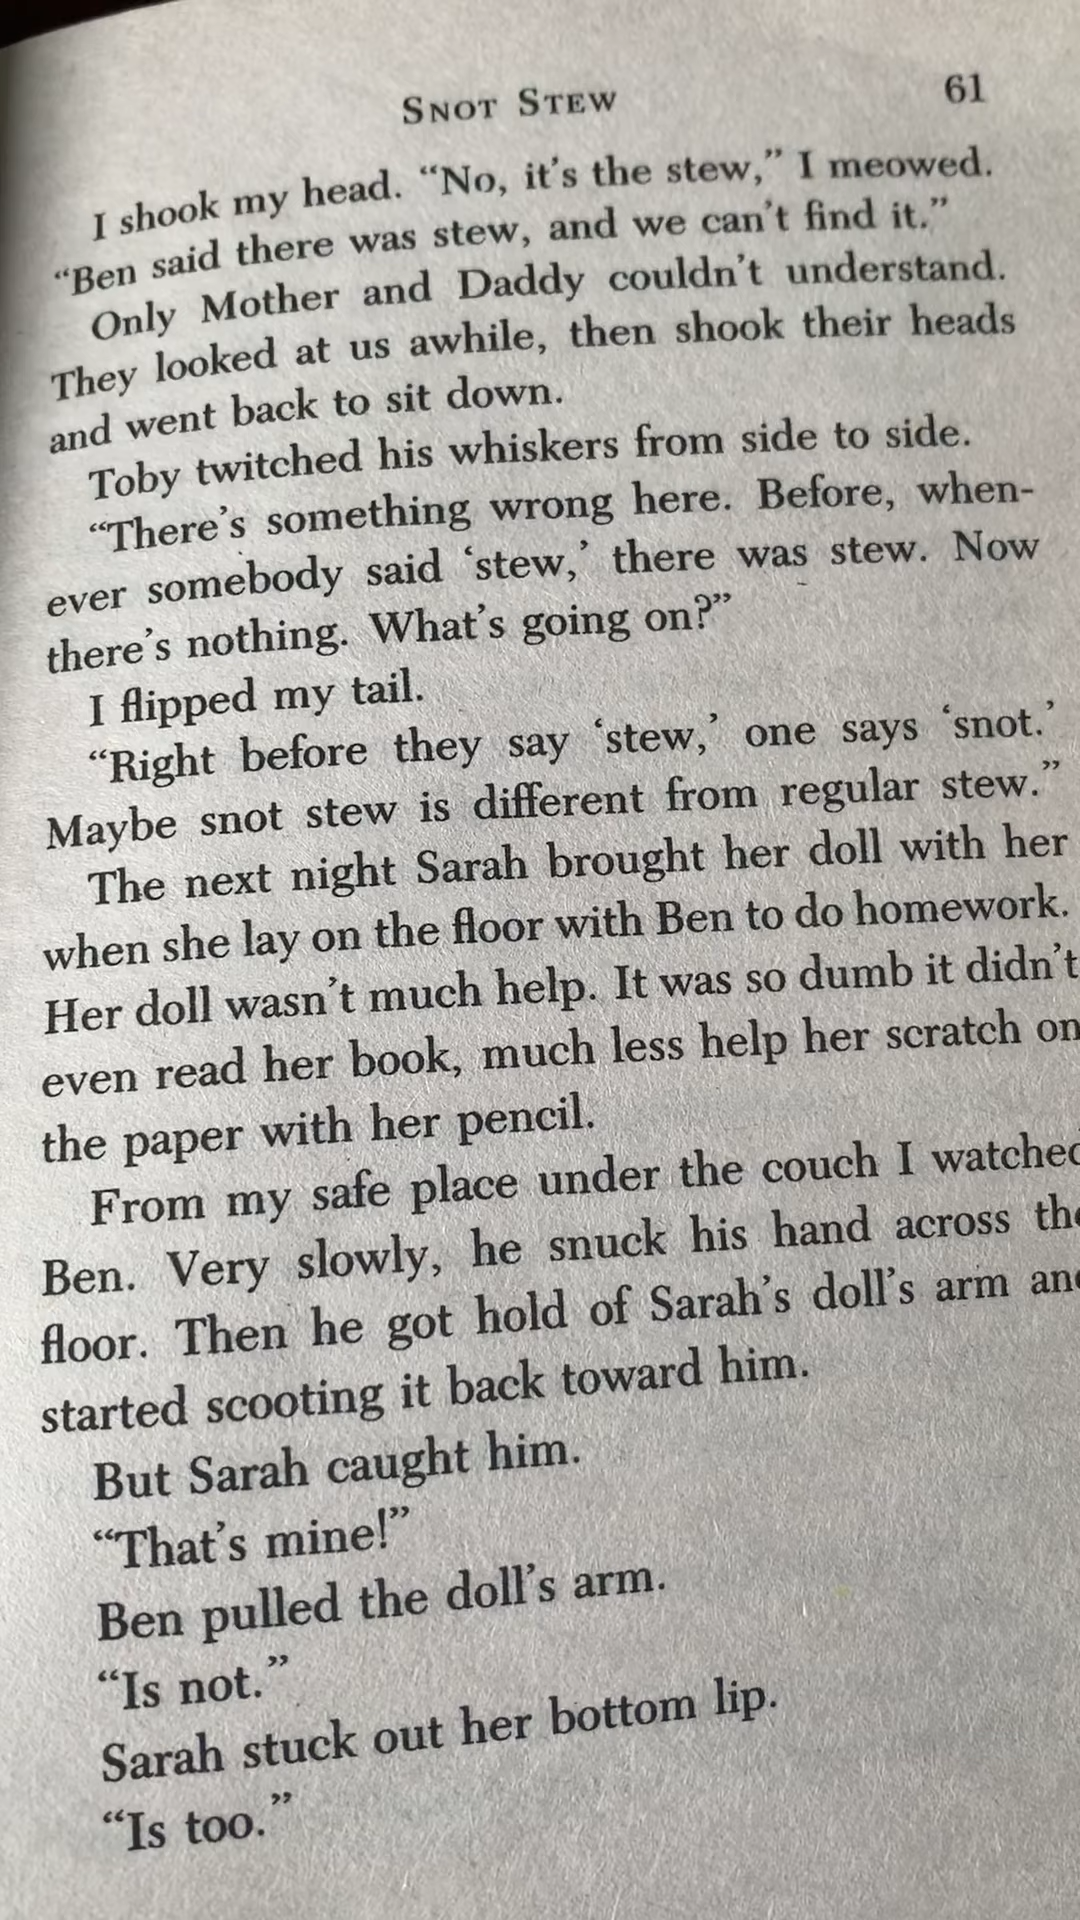 SNOT STEW 61
I shook my head. “No, it’s the stew,” I meowed.
“Ben said there was stew, and we can’t find it.”
Only Mother and Daddy couldn’t understand.
They looked at us awhile, then shook their heads
and went back to sit down.
Toby twitched his whiskers from side to side.
“There’s something wrong here. Before, when-
ever somebody said ‘stew,’ there was stew. Now
there’s nothing. What’s going on?”
I flipped my tail.
“Right before they say ‘stew,’ one says ‘snot.’
Maybe snot stew is different from regular stew.”
The next night Sarah brought her doll with her
when she lay on the floor with Ben to do homework.
Her doll wasn’t much help. It was so dumb it didn’t
even read her book, much less help her scratch on
the paper with her pencil.
From my safe place under the couch I watched
Ben. Very slowly, he snuck his hand across the
floor. Then he got hold of Sarah’s doll’s arm and
started scooting it back toward him.
But Sarah caught him.
“That’s mine!”
Ben pulled the doll’s arm.
“Is not.”
Sarah stuck out her bottom lip.
“Is too.”